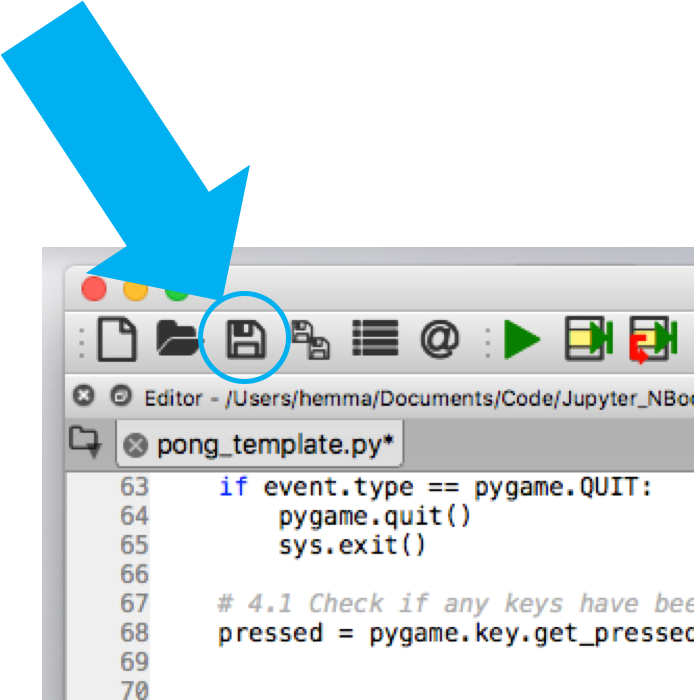 @
Editor - /Users/hemma/Documents/Code/Jupyter_NBo
pong_template.py*
63 if event.type == pygame.QUIT:
64 pygame.quit()
65 sys.exit()
66
67 # 4.1 Check if any keys have bee
68 pressed = pygame.key.get_pressed
69
70